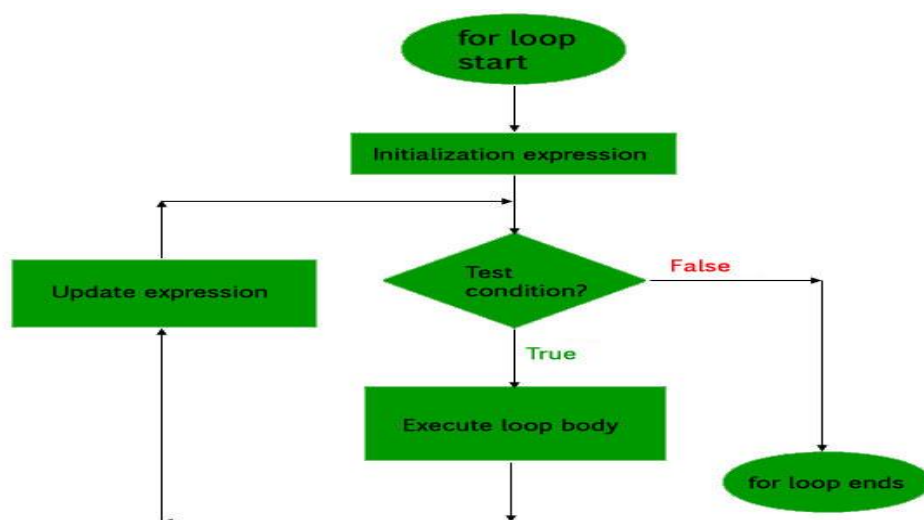 for loop
start
Initialization expression
Test
condition?
False
Update expression
True
Execute loop body
for loop ends